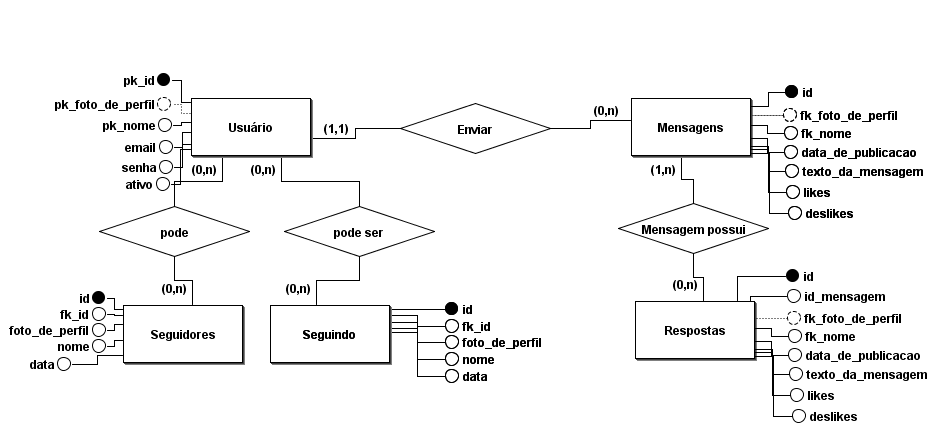 pk_id
pk_foto_de_perfil
pk_nome
email
senha
ativo
Usuário
(1,1)
Enviar
(0,n)
Mensagens
id
fk_foto_de_perfil
fk_nome
data_de_publicacao
texto_da_mensagem
likes
deslikes
(0,n)
(0,n)
(1,n)
pode
pode ser
Mensagem possui
(0,n)
(0,n)
(0,n)
id
fk_id
foto_de_perfil
nome
data
Seguidores
Seguindo
id
fk_id
foto_de_perfil
nome
data
Respostas
id
id_mensagem
fk_foto_de_perfil
fk_nome
data_de_publicacao
texto_da_mensagem
likes
deslikes